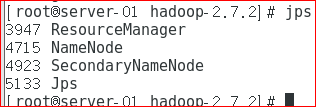 [root@server-01 hadoop-2.7.2]# jps
3947 ResourceManager
4715 NameNode
4923 SecondaryNameNode
5133 Jps
[root@server-01 hadoop-2.7.2]#